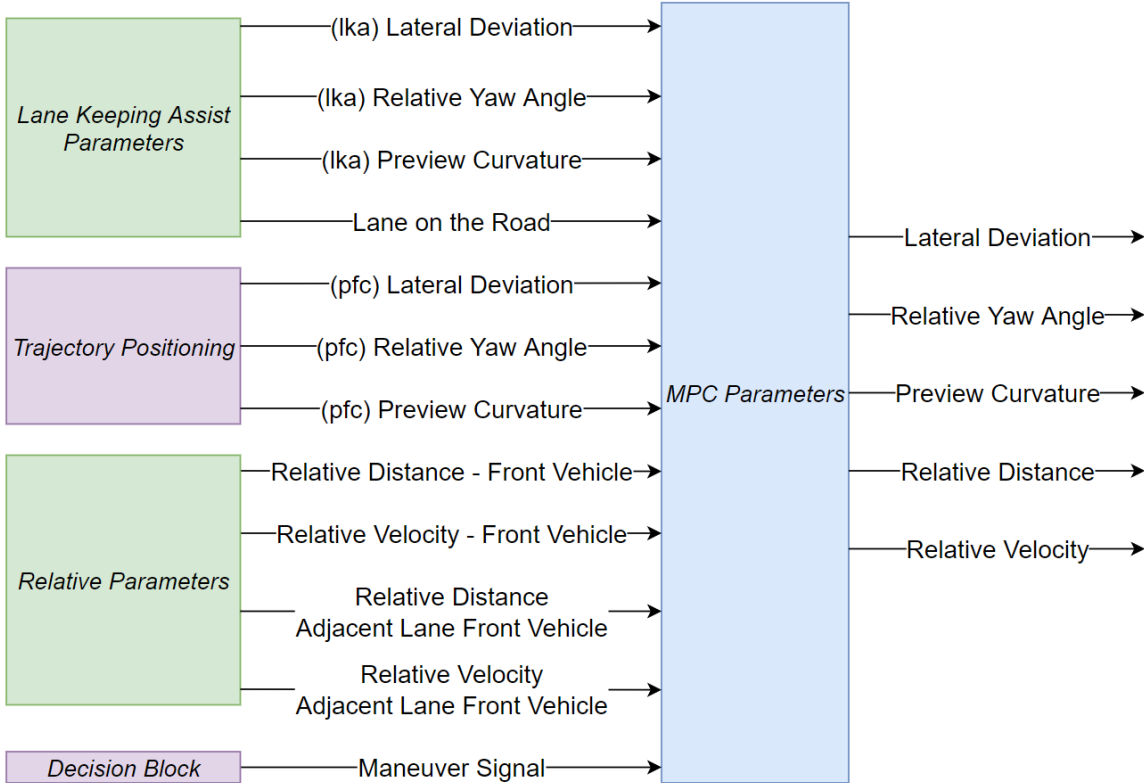 Lane Keeping Assist
Parameters
(lka) Lateral Deviation
(lka) Relative Yaw Angle
(lka) Preview Curvature
Lane on the Road
Trajectory Positioning
(pfc) Lateral Deviation
(pfc) Relative Yaw Angle
(pfc) Preview Curvature
Relative Parameters
Relative Distance - Front Vehicle
Relative Velocity - Front Vehicle
Relative Distance
Adjacent Lane Front Vehicle
Relative Velocity
Adjacent Lane Front Vehicle
Decision Block
Maneuver Signal
MPC Parameters
Lateral Deviation
Relative Yaw Angle
Preview Curvature
Relative Distance
Relative Velocity